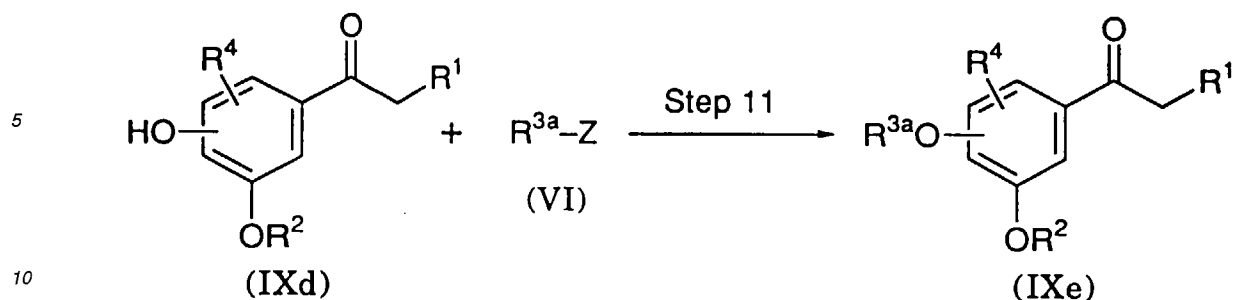 O
R⁴
R¹
HO
OR²
+
R³ᵃ–Z
Step 11
O
R⁴
R¹
R³ᵃO
OR²
5
(VI)
10
(IXd)
(IXe)